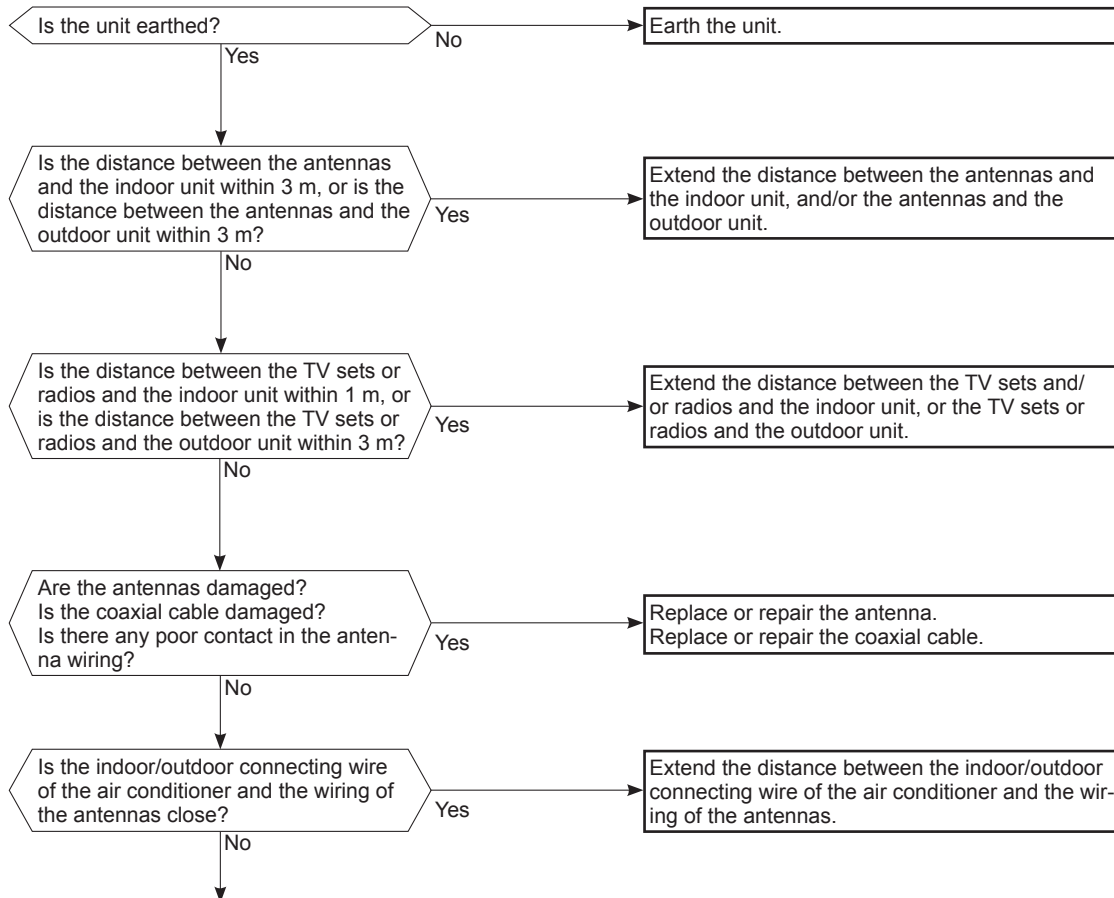 Is the unit earthed?
No
Earth the unit.
Yes
Is the distance between the antennas
and the indoor unit within 3 m, or is the
distance between the antennas and the
outdoor unit within 3 m?
Yes
Extend the distance between the antennas and
the indoor unit, and/or the antennas and the
outdoor unit.
No
Is the distance between the TV sets or
radios and the indoor unit within 1 m, or
is the distance between the TV sets or
radios and the outdoor unit within 3 m?
Yes
Extend the distance between the TV sets and/
or radios and the indoor unit, or the TV sets or
radios and the outdoor unit.
No
Are the antennas damaged?
Is the coaxial cable damaged?
Is there any poor contact in the anten-
na wiring?
Yes
Replace or repair the antenna.
Replace or repair the coaxial cable.
No
Is the indoor/outdoor connecting wire
of the air conditioner and the wiring of
the antennas close?
Yes
Extend the distance between the indoor/outdoor
connecting wire of the air conditioner and the wir-
ing of the antennas.
No